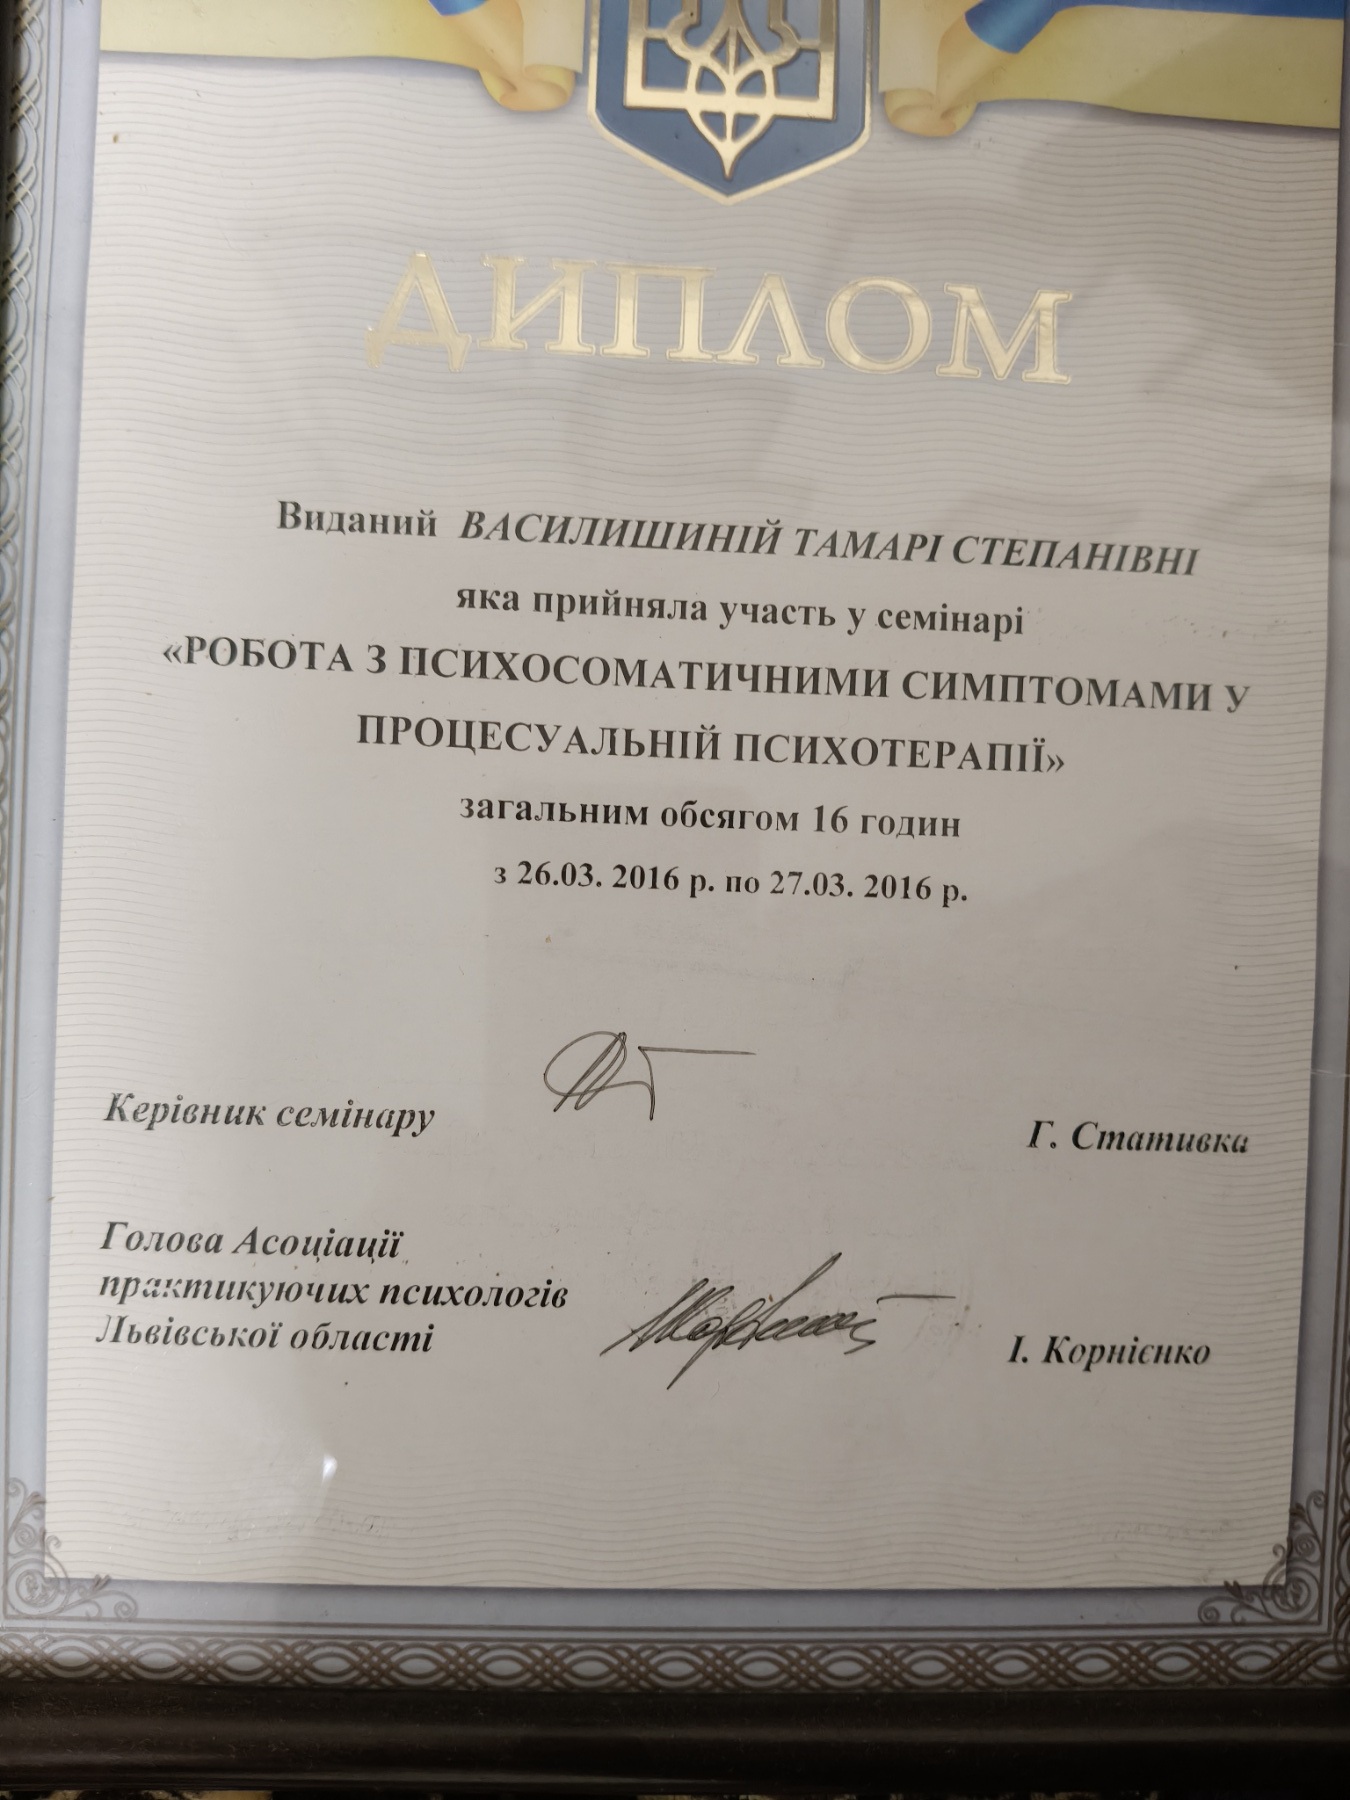 ДИПЛОМ
Виданий ВАСИЛИШИНІЙ ТАМАРІ СТЕПАНІВНІ
яка прийняла участь у семінарі
«РОБОТА З ПСИХОСОМАТИЧНИМИ СИМПТОМАМИ У
ПРОЦЕСУАЛЬНІЙ ПСИХОТЕРАПІЇ»
загальним обсягом 16 годин
з 26.03. 2016 р. по 27.03. 2016 р.
Керівник семінару Г. Стативка
Голова Асоціації
практикуючих психологів
Львівської області І. Корнієнко